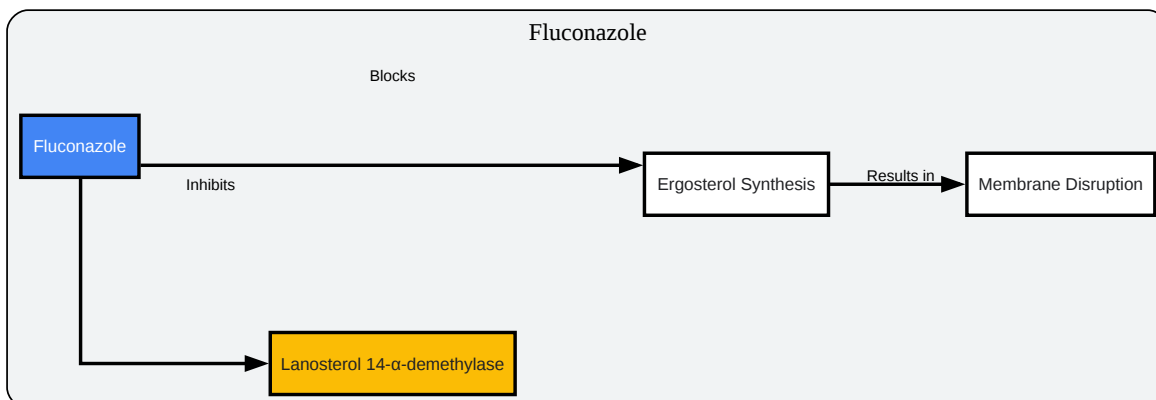 Fluconazole
Blocks
Fluconazole
Inhibits
Ergosterol Synthesis
Results in
Membrane Disruption
Lanosterol 14-α-demethylase